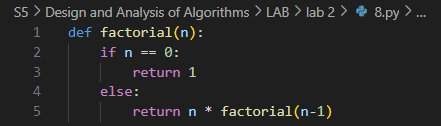 S5 > Design and Analysis of Algorithms > LAB > lab 2 > 8.py > ...
1 def factorial(n):
2     if n == 0:
3         return 1
4     else:
5         return n * factorial(n-1)